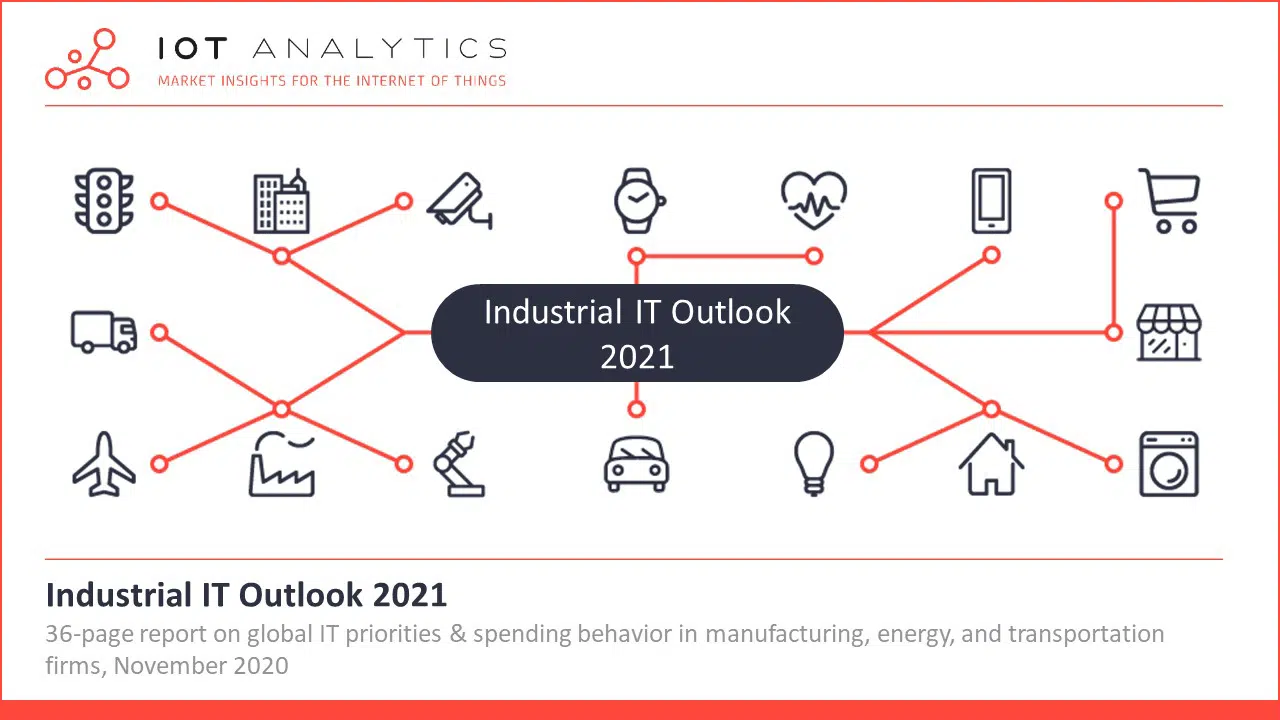 IOT ANALYTICS
MARKET INSIGHTS FOR THE INTERNET OF THINGS
Industrial IT Outlook
2021
Industrial IT Outlook 2021
36-page report on global IT priorities & spending behavior in manufacturing, energy, and transportation
firms, November 2020